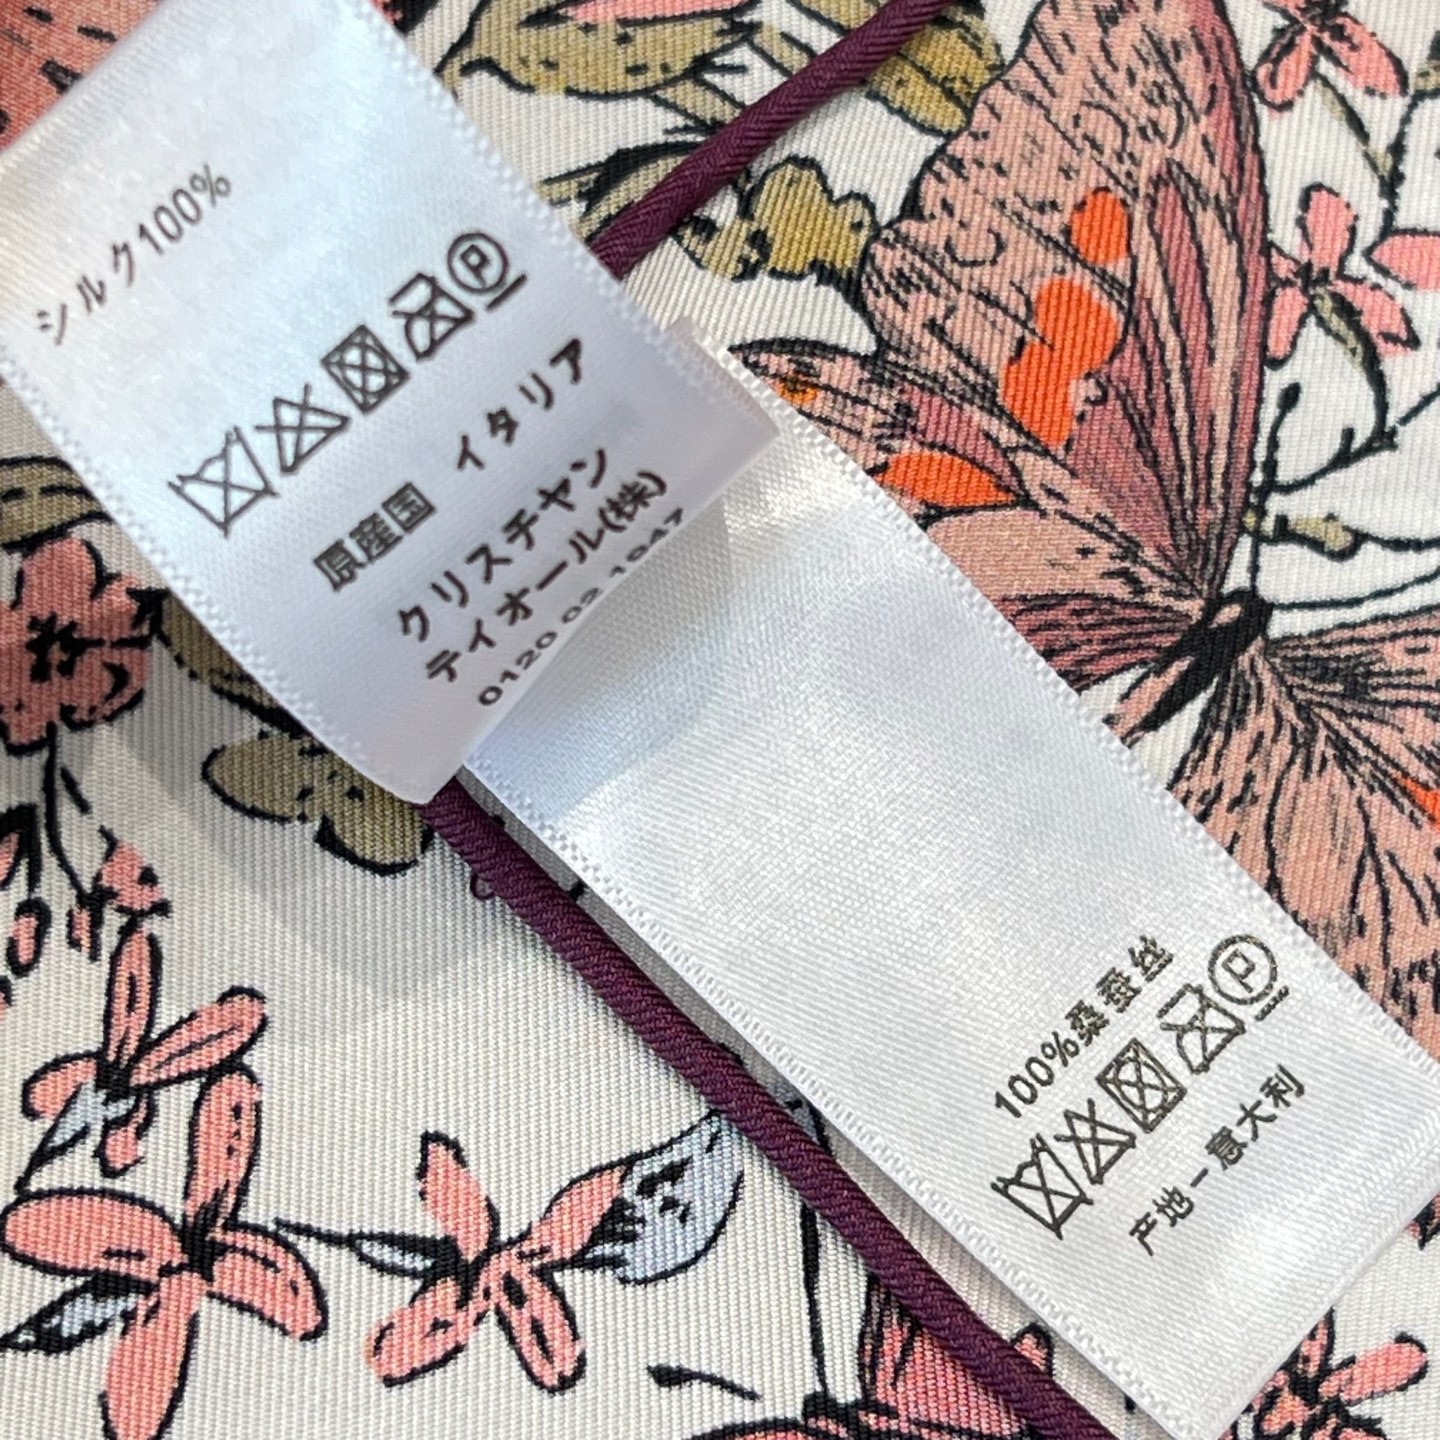 シルク100%
P
原産国 イタリア
クリスチャン
ディオール(株)
0120 02 1947
100%桑蚕丝
P
产地-意大利